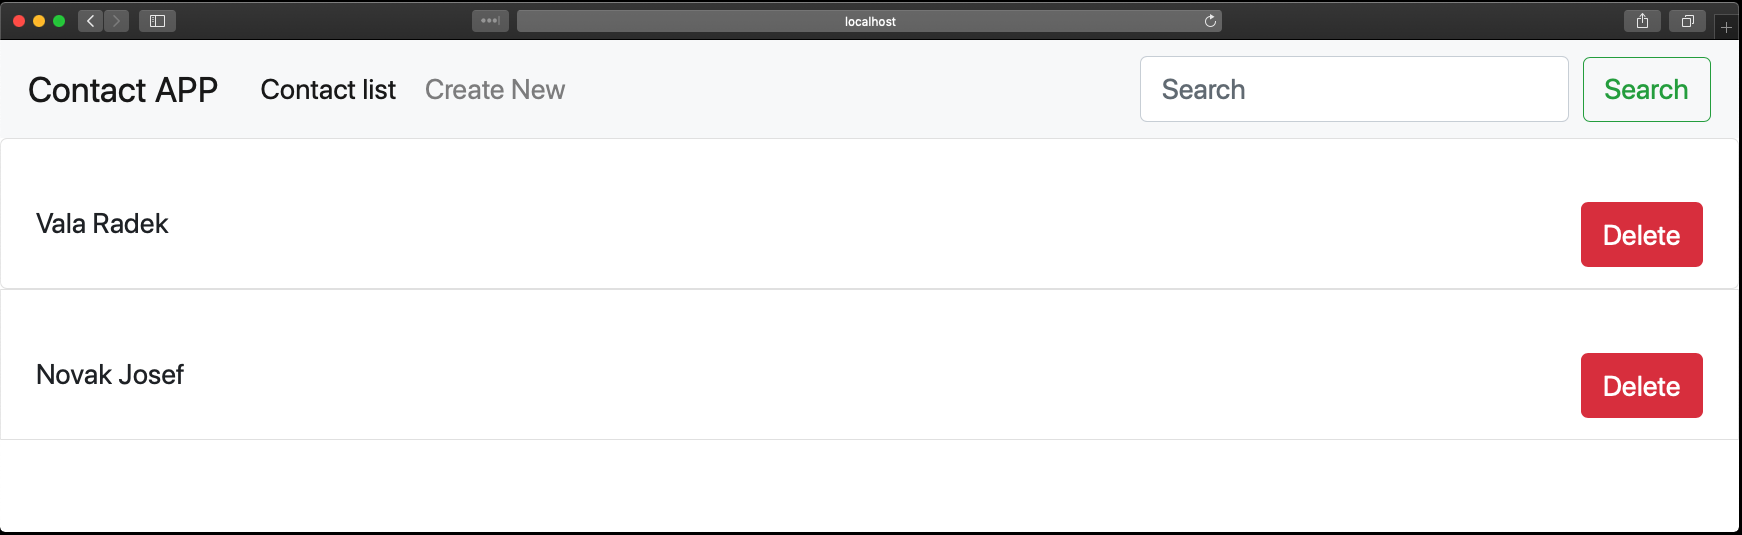 localhost
Contact APP Contact list Create New Search Search
Vala Radek Delete
Novak Josef Delete